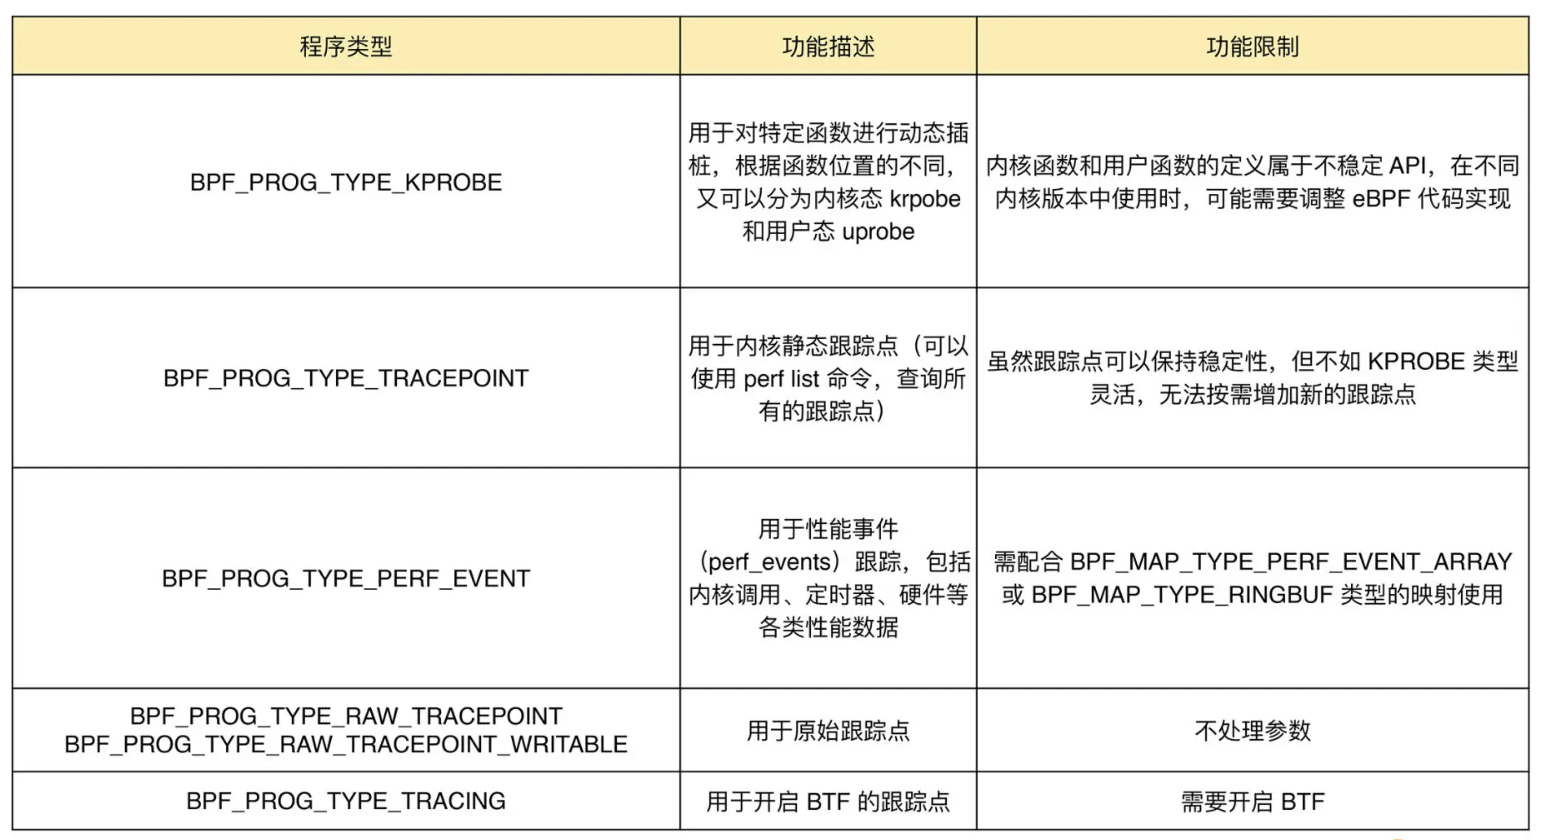 程序类型
功能描述
功能限制
BPF_PROG_TYPE_KPROBE
用于对特定函数进行动态插
桩，根据函数位置的不同，
又可以分为内核态 krpobe
和用户态 uprobe
内核函数和用户函数的定义属于不稳定 API，在不同
内核版本中使用时，可能需要调整 eBPF 代码实现
BPF_PROG_TYPE_TRACEPOINT
用于内核静态跟踪点（可以
使用 perf list 命令，查询所
有的跟踪点）
虽然跟踪点可以保持稳定性，但不如 KPROBE 类型
灵活，无法按需增加新的跟踪点
BPF_PROG_TYPE_PERF_EVENT
用于性能事件
（perf_events）跟踪，包括
内核调用、定时器、硬件等
各类性能数据
需配合 BPF_MAP_TYPE_PERF_EVENT_ARRAY
或 BPF_MAP_TYPE_RINGBUF 类型的映射使用
BPF_PROG_TYPE_RAW_TRACEPOINT
BPF_PROG_TYPE_RAW_TRACEPOINT_WRITABLE
用于原始跟踪点
不处理参数
BPF_PROG_TYPE_TRACING
用于开启 BTF 的跟踪点
需要开启 BTF